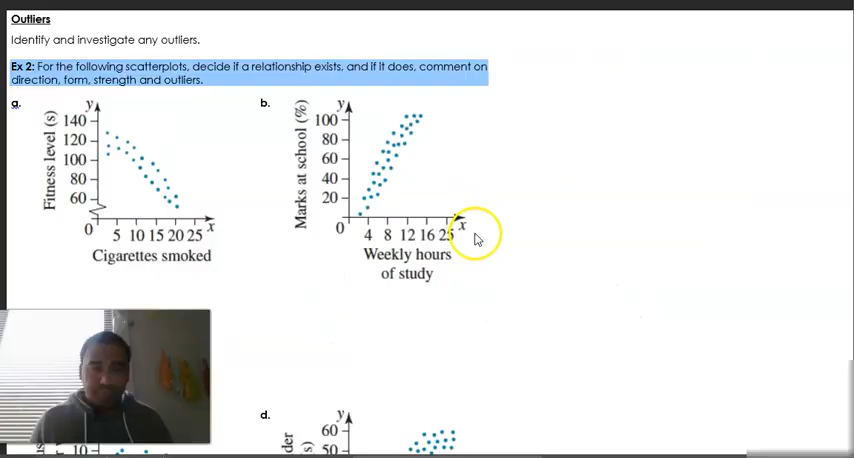 Outliers
Identify and investigate any outliers.
Ex 2: For the following scatterplots, decide if a relationship exists, and if it does, comment on
direction, form, strength and outliers.
a.
y
Fitness level (s)
140
120
100
80
60
0
5 10 15 20 25
x
Cigarettes smoked
b.
y
Marks at school (%)
100
80
60
40
20
0
4 8 12 16 25
x
Weekly hours
of study
10
d.
y
60
50